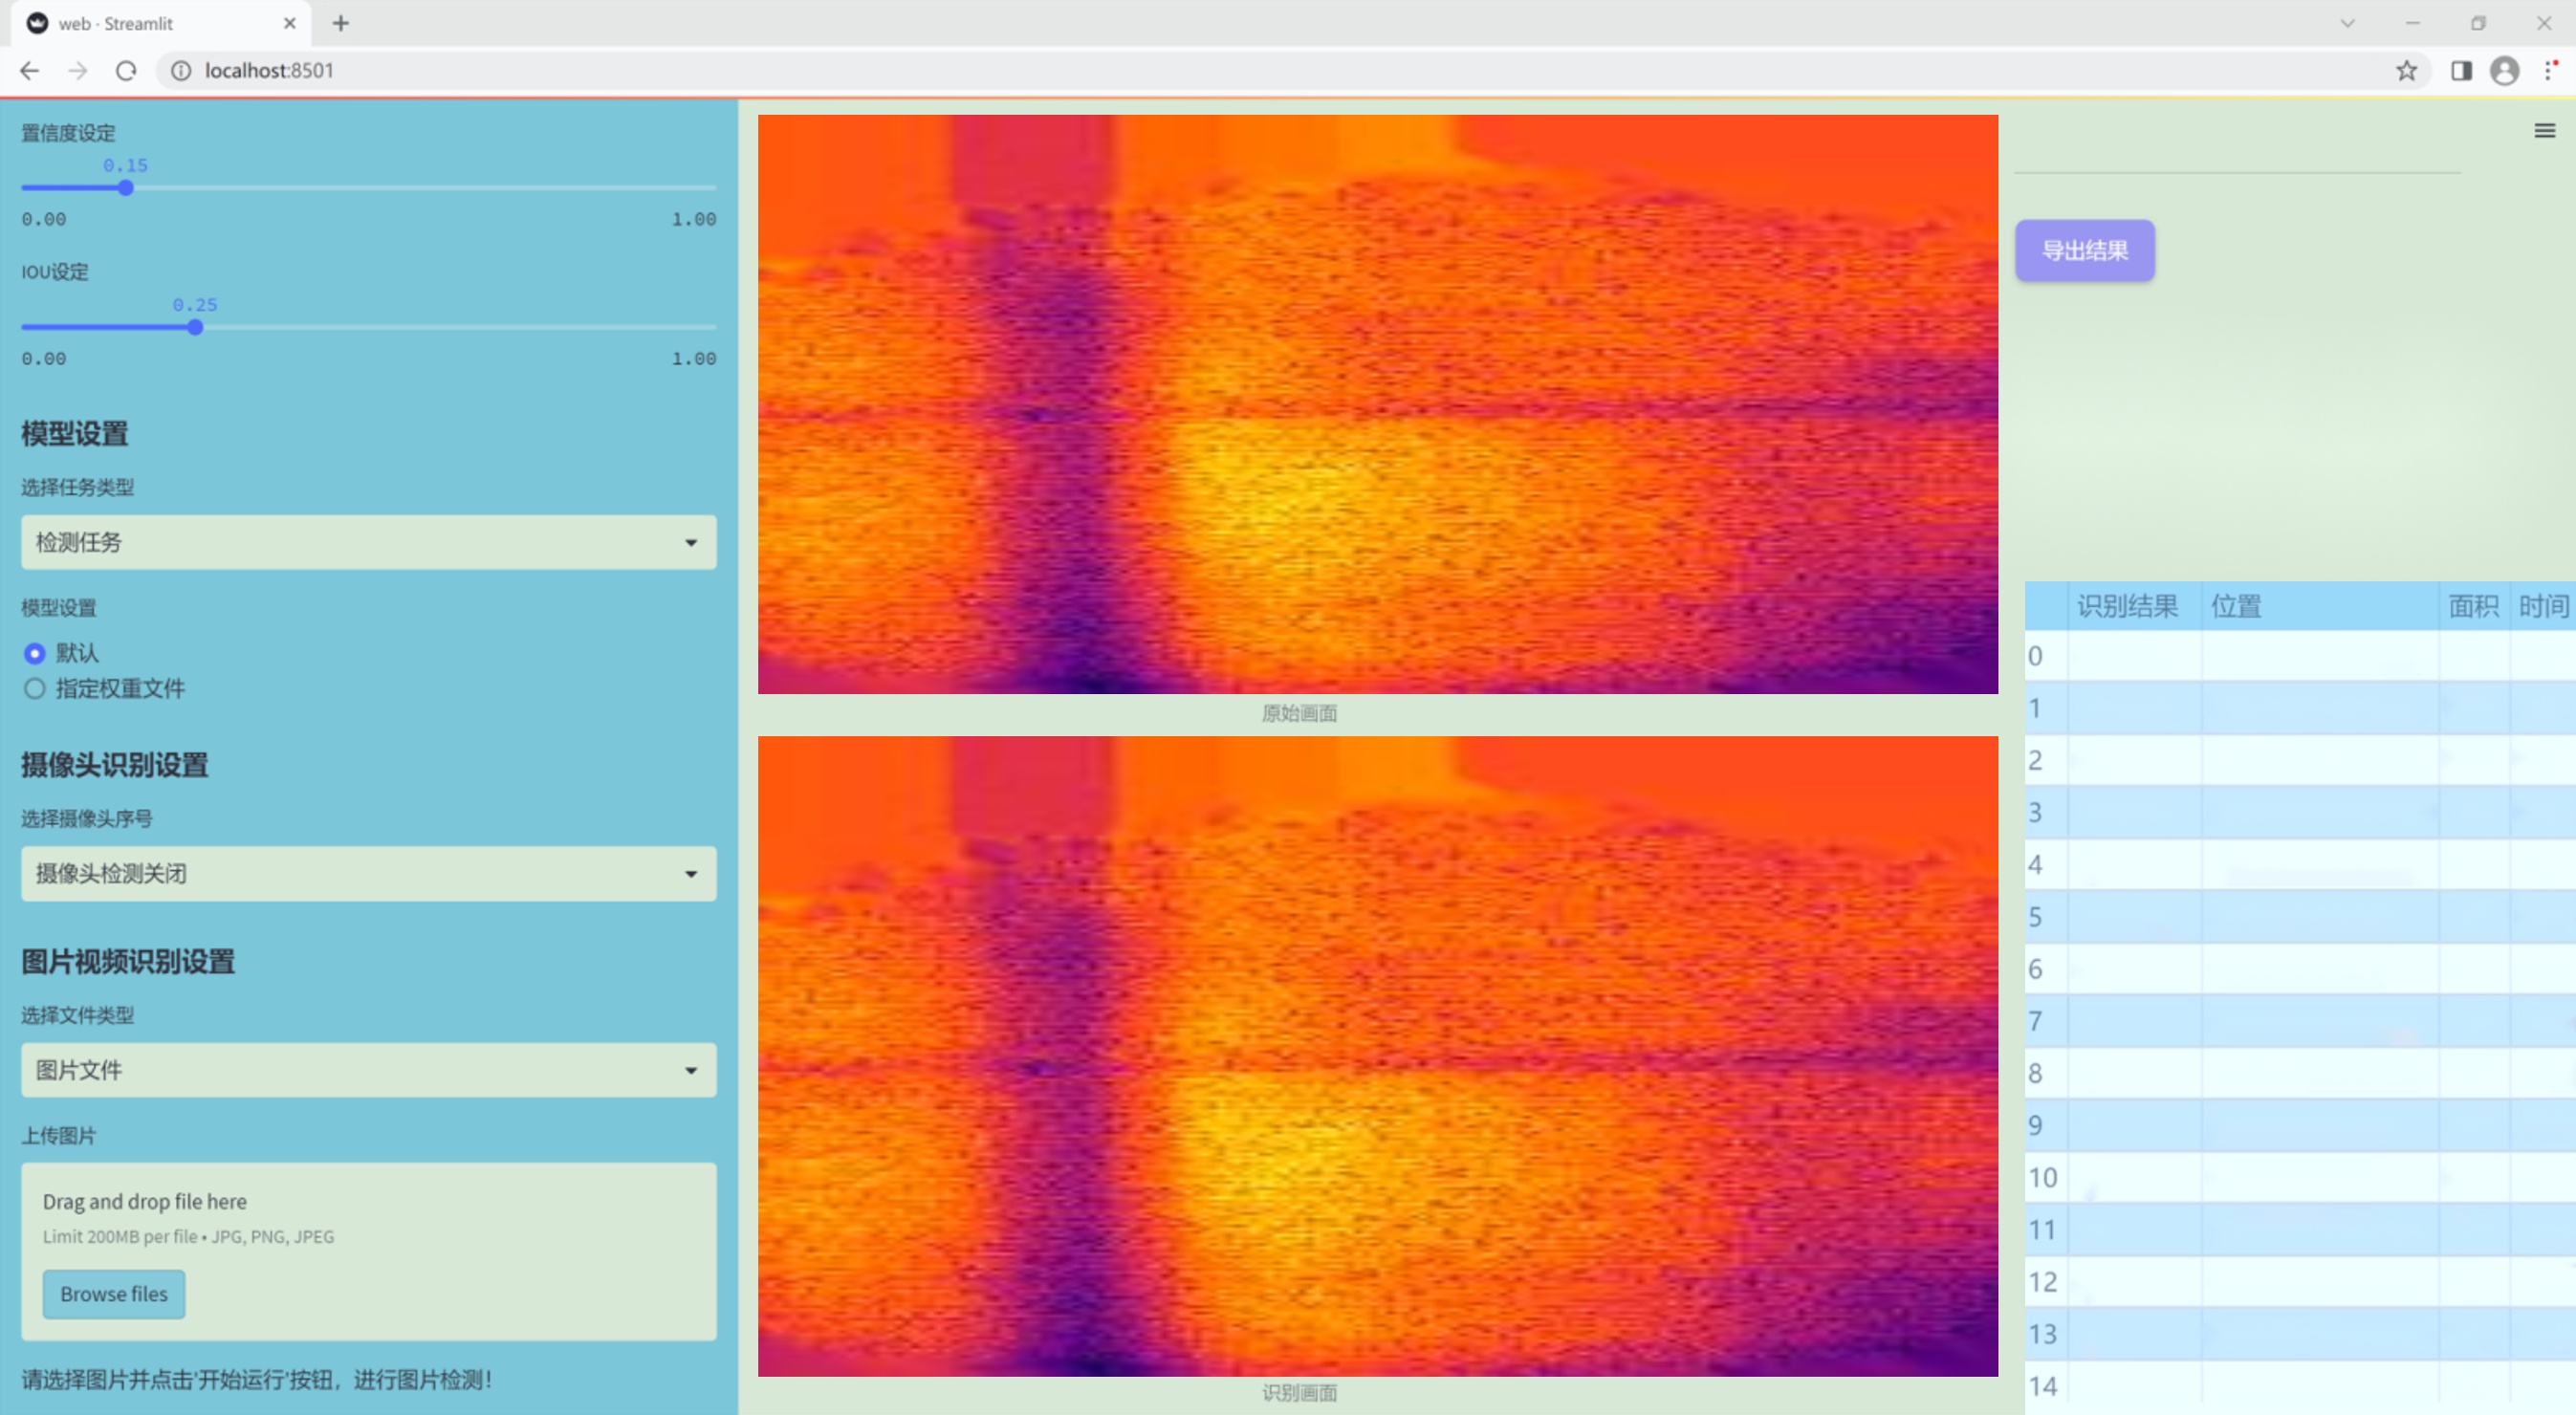 web · Streamlit
localhost:8501
置信度设定
0.15
0.00 1.00
IOU设定
0.25
0.00 1.00
模型设置
选择任务类型
检测任务
模型设置
默认
指定权重文件
摄像头识别设置
选择摄像头序号
摄像头检测关闭
图片视频识别设置
选择文件类型
图片文件
上传图片
Drag and drop file here
Limit 200MB per file • JPG, PNG, JPEG
Browse files
请选择图片并点击'开始运行'按钮，进行图片检测！
原始画面
识别画面
导出结果
识别结果 位置 面积 时间
0
1
2
3
4
5
6
7
8
9
10
11
12
13
14